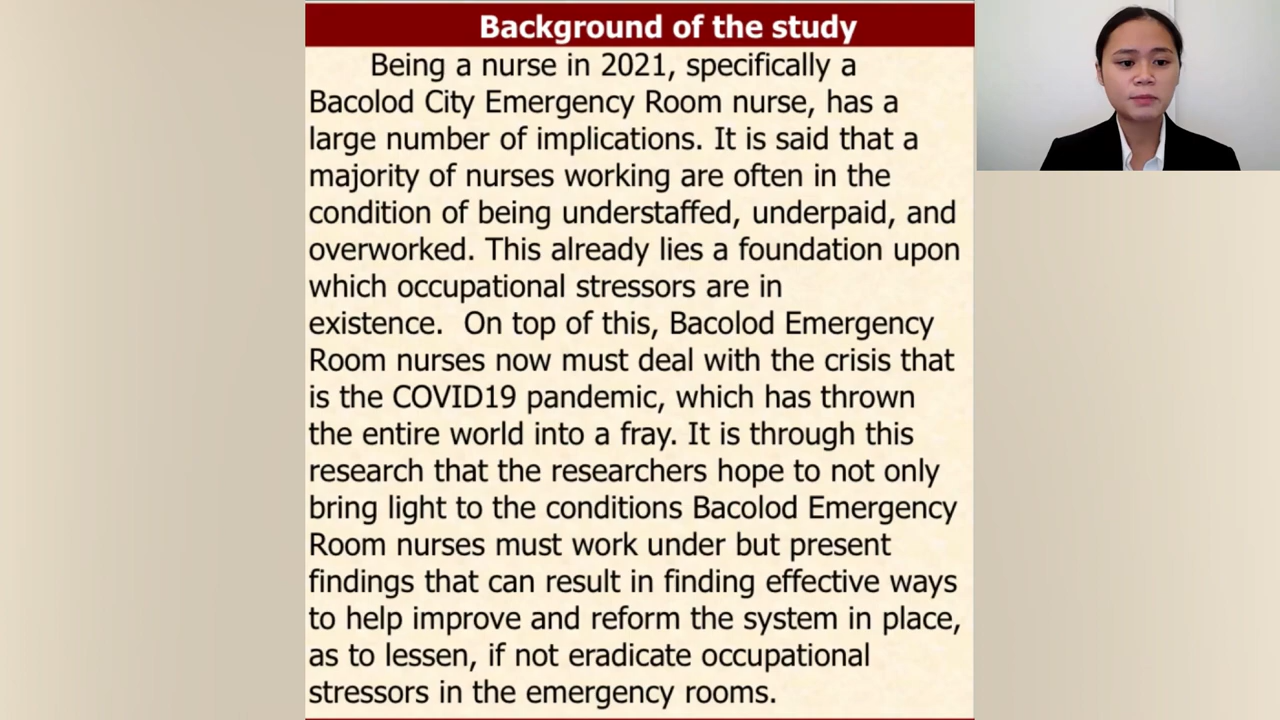 Background of the study
Being a nurse in 2021, specifically a
Bacolod City Emergency Room nurse, has a
large number of implications. It is said that a
majority of nurses working are often in the
condition of being understaffed, underpaid, and
overworked. This already lies a foundation upon
which occupational stressors are in
existence.  On top of this, Bacolod Emergency
Room nurses now must deal with the crisis that
is the COVID19 pandemic, which has thrown
the entire world into a fray. It is through this
research that the researchers hope to not only
bring light to the conditions Bacolod Emergency
Room nurses must work under but present
findings that can result in finding effective ways
to help improve and reform the system in place,
as to lessen, if not eradicate occupational
stressors in the emergency rooms.